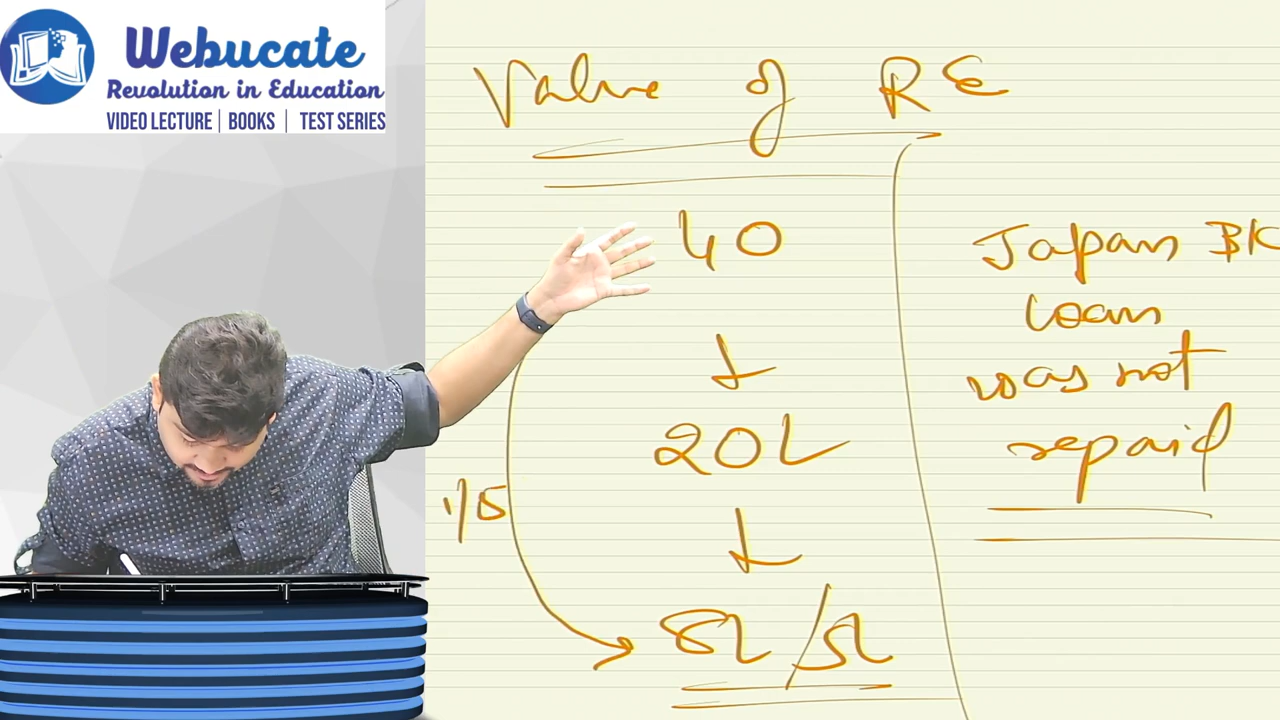 Webucate
Revolution in Education
VIDEO LECTURE | BOOKS | TEST SERIES
Value of RE
40
20L
1/5
8L/5L
Japan BK
loan
was not
repaid